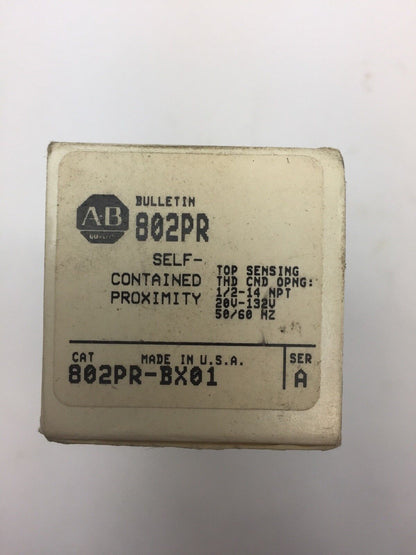 BULLETIN
A-B
QUALITY
802PR
SELF-
CONTAINED
PROXIMITY
TOP SENSING
THD CND OPNG:
1/2-14 NPT
20V-132V
50/60 HZ
CAT
MADE IN U.S.A.
SER
802PR-BX01
A